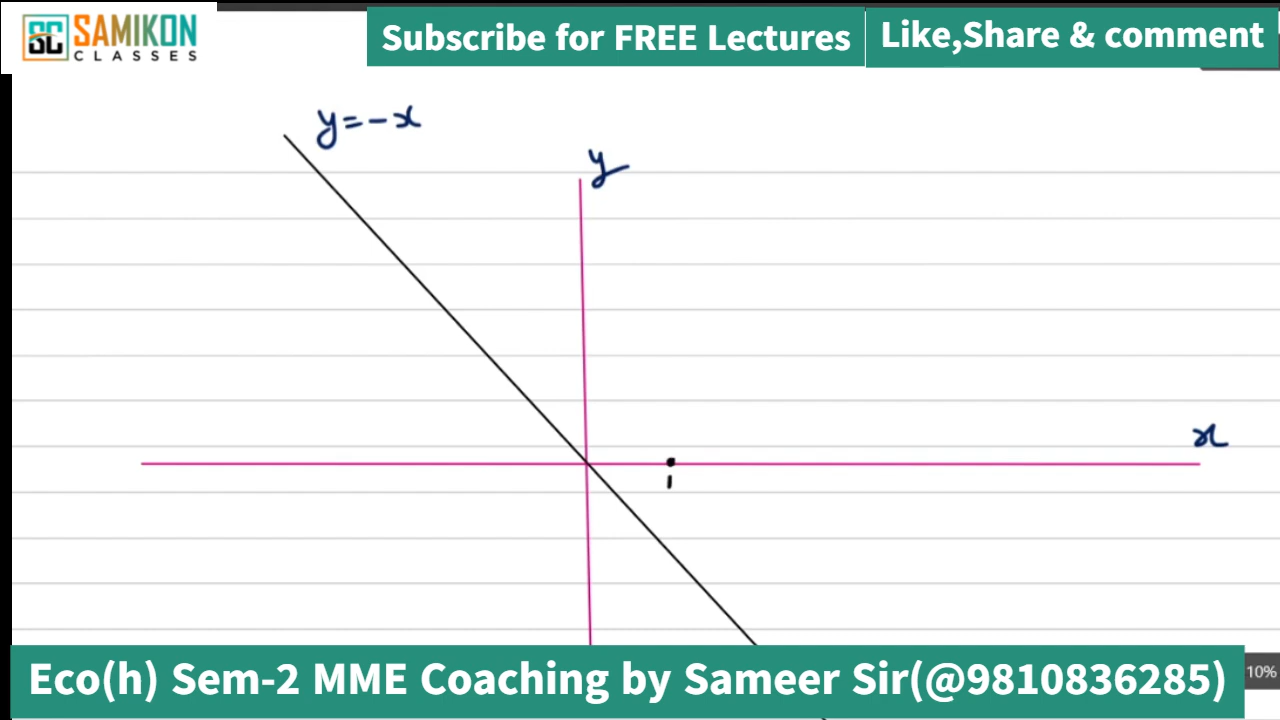 SC SAMIKON
CLASSES
Subscribe for FREE Lectures
Like,Share & comment
y=-x
y
x
1
Eco(h) Sem-2 MME Coaching by Sameer Sir(@9810836285)
10%